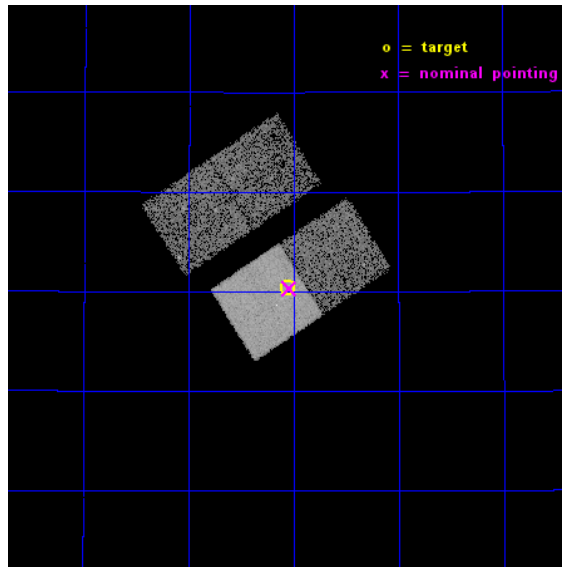 o = target
x = nominal pointing